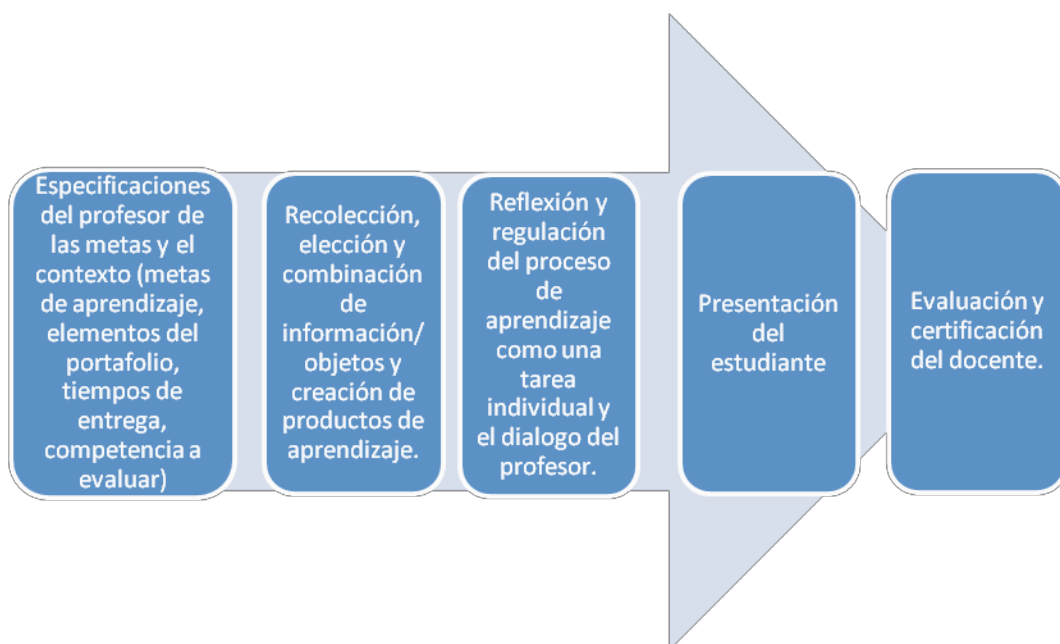 Especificaciones
del profesor de
las metas y el
contexto (metas
de aprendizaje,
elementos del
portafolio,
tiempos de
entrega,
competencia a
evaluar)
Recolección,
elección y
combinación
de
información/
objetos y
creación de
productos de
aprendizaje.
Reflexión y
regulación
del proceso
de
aprendizaje
como una
tarea
individual y
el dialogo del
profesor.
Presentación
del
estudiante
Evaluación y
certificación
del docente.